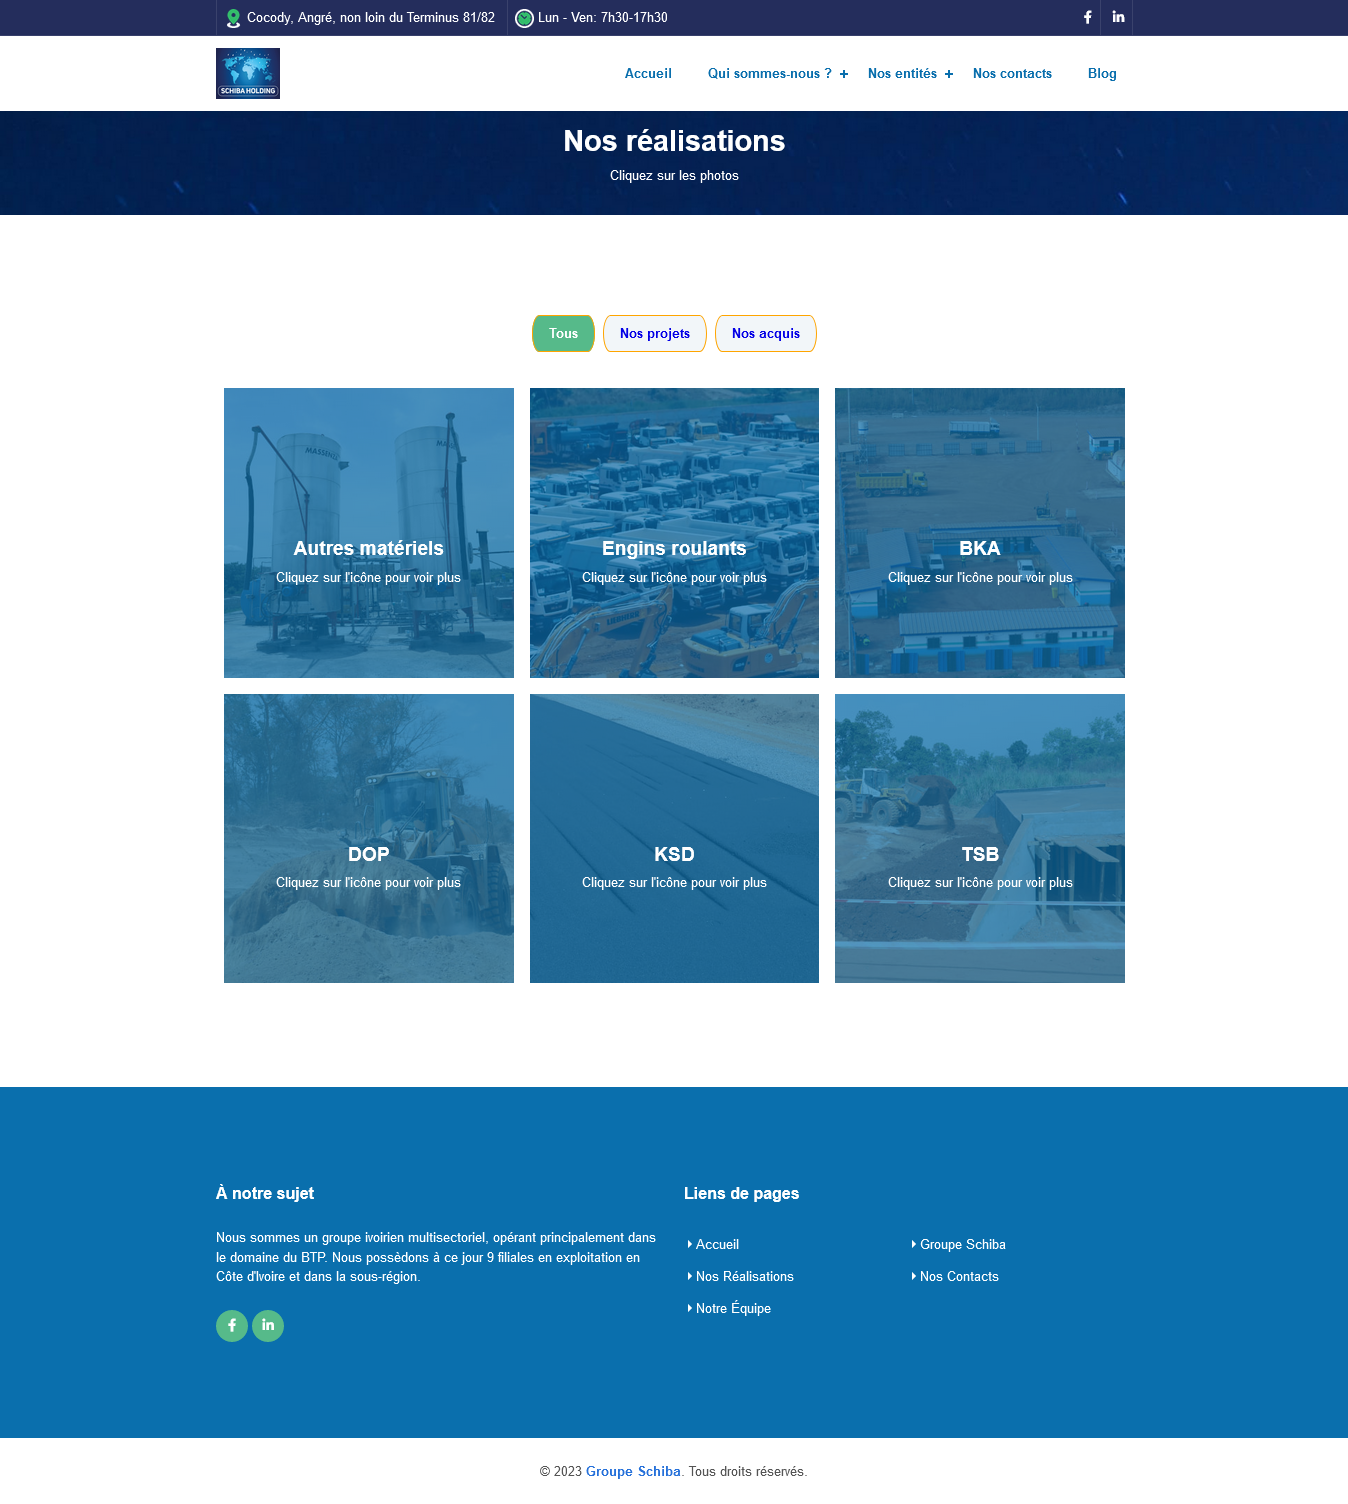 Cocody, Angré, non loin du Terminus 81/82
Lun - Ven: 7h30-17h30
SCHIBA HOLDING
Accueil
Qui sommes-nous ?
Nos entités
Nos contacts
Blog
Nos réalisations
Cliquez sur les photos
Tous
Nos projets
Nos acquis
Autres matériels
Cliquez sur l'icône pour voir plus
Engins roulants
Cliquez sur l'icône pour voir plus
BKA
Cliquez sur l'icône pour voir plus
DOP
Cliquez sur l'icône pour voir plus
KSD
Cliquez sur l'icône pour voir plus
TSB
Cliquez sur l'icône pour voir plus
À notre sujet
Nous sommes un groupe ivoirien multisectoriel, opérant principalement dans
le domaine du BTP. Nous possèdons à ce jour 9 filiales en exploitation en
Côte d'Ivoire et dans la sous-région.
Liens de pages
Accueil
Groupe Schiba
Nos Réalisations
Nos Contacts
Notre Équipe
© 2023 Groupe Schiba. Tous droits réservés.